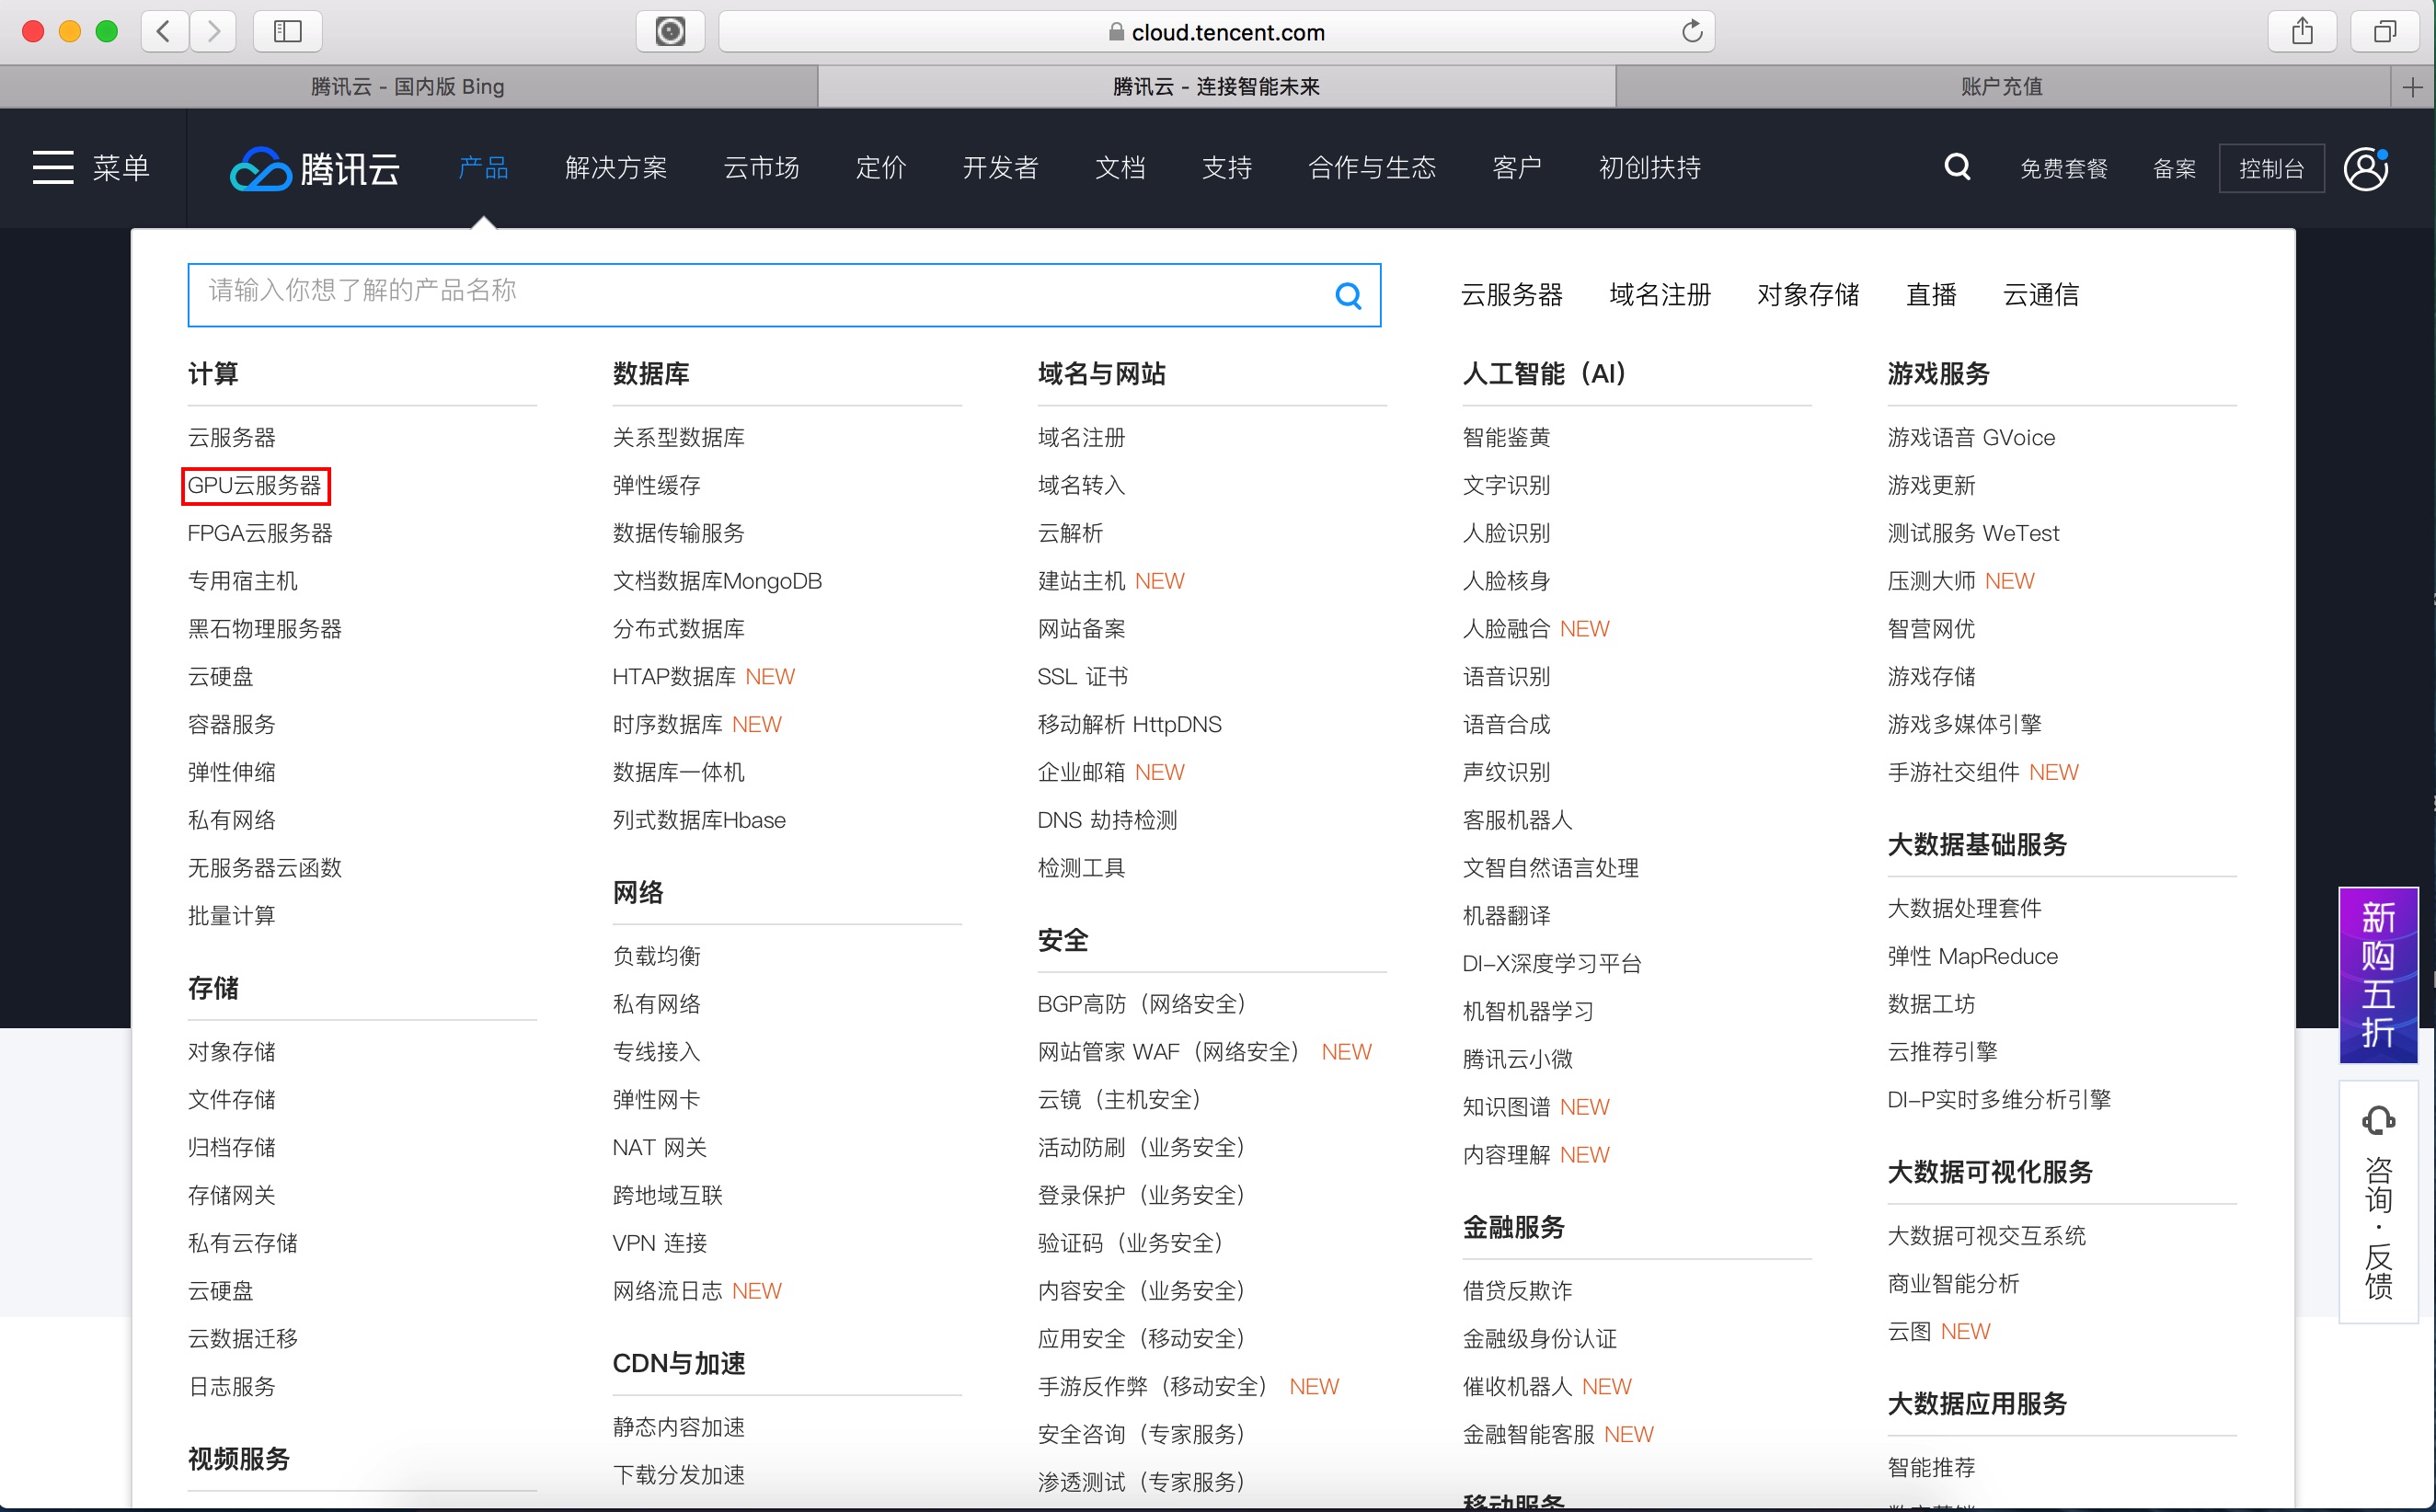 cloud.tencent.com
腾讯云 - 国内版 Bing
腾讯云 - 连接智能未来
账户充值
菜单
腾讯云
产品
解决方案
云市场
定价
开发者
文档
支持
合作与生态
客户
初创扶持
免费套餐
备案
控制台
请输入你想了解的产品名称
云服务器
域名注册
对象存储
直播
云通信
计算
云服务器
GPU云服务器
FPGA云服务器
专用宿主机
黑石物理服务器
云硬盘
容器服务
弹性伸缩
私有网络
无服务器云函数
批量计算
存储
对象存储
文件存储
归档存储
存储网关
私有云存储
云硬盘
云数据迁移
日志服务
视频服务
数据库
关系型数据库
弹性缓存
数据传输服务
文档数据库MongoDB
分布式数据库
HTAP数据库 NEW
时序数据库 NEW
数据库一体机
列式数据库Hbase
网络
负载均衡
私有网络
专线接入
弹性网卡
NAT 网关
跨地域互联
VPN 连接
网络流日志 NEW
CDN与加速
静态内容加速
下载分发加速
域名与网站
域名注册
域名转入
云解析
建站主机 NEW
网站备案
SSL 证书
移动解析 HttpDNS
企业邮箱 NEW
DNS 劫持检测
检测工具
安全
BGP高防（网络安全）
网站管家 WAF（网络安全） NEW
云镜（主机安全）
活动防刷（业务安全）
登录保护（业务安全）
验证码（业务安全）
内容安全（业务安全）
应用安全（移动安全）
手游反作弊（移动安全） NEW
安全咨询（专家服务）
渗透测试（专家服务）
人工智能（AI）
智能鉴黄
文字识别
人脸识别
人脸核身
人脸融合 NEW
语音识别
语音合成
声纹识别
客服机器人
文智自然语言处理
机器翻译
DI-X深度学习平台
机智机器学习
腾讯云小微
知识图谱 NEW
内容理解 NEW
金融服务
借贷反欺诈
金融级身份认证
催收机器人 NEW
金融智能客服 NEW
移动服务
游戏服务
游戏语音 GVoice
游戏更新
测试服务 WeTest
压测大师 NEW
智营网优
游戏存储
游戏多媒体引擎
手游社交组件 NEW
大数据基础服务
大数据处理套件
弹性 MapReduce
数据工坊
云推荐引擎
DI-P实时多维分析引擎
大数据可视化服务
大数据可视交互系统
商业智能分析
云图 NEW
大数据应用服务
智能推荐
新购五折
咨询·反馈